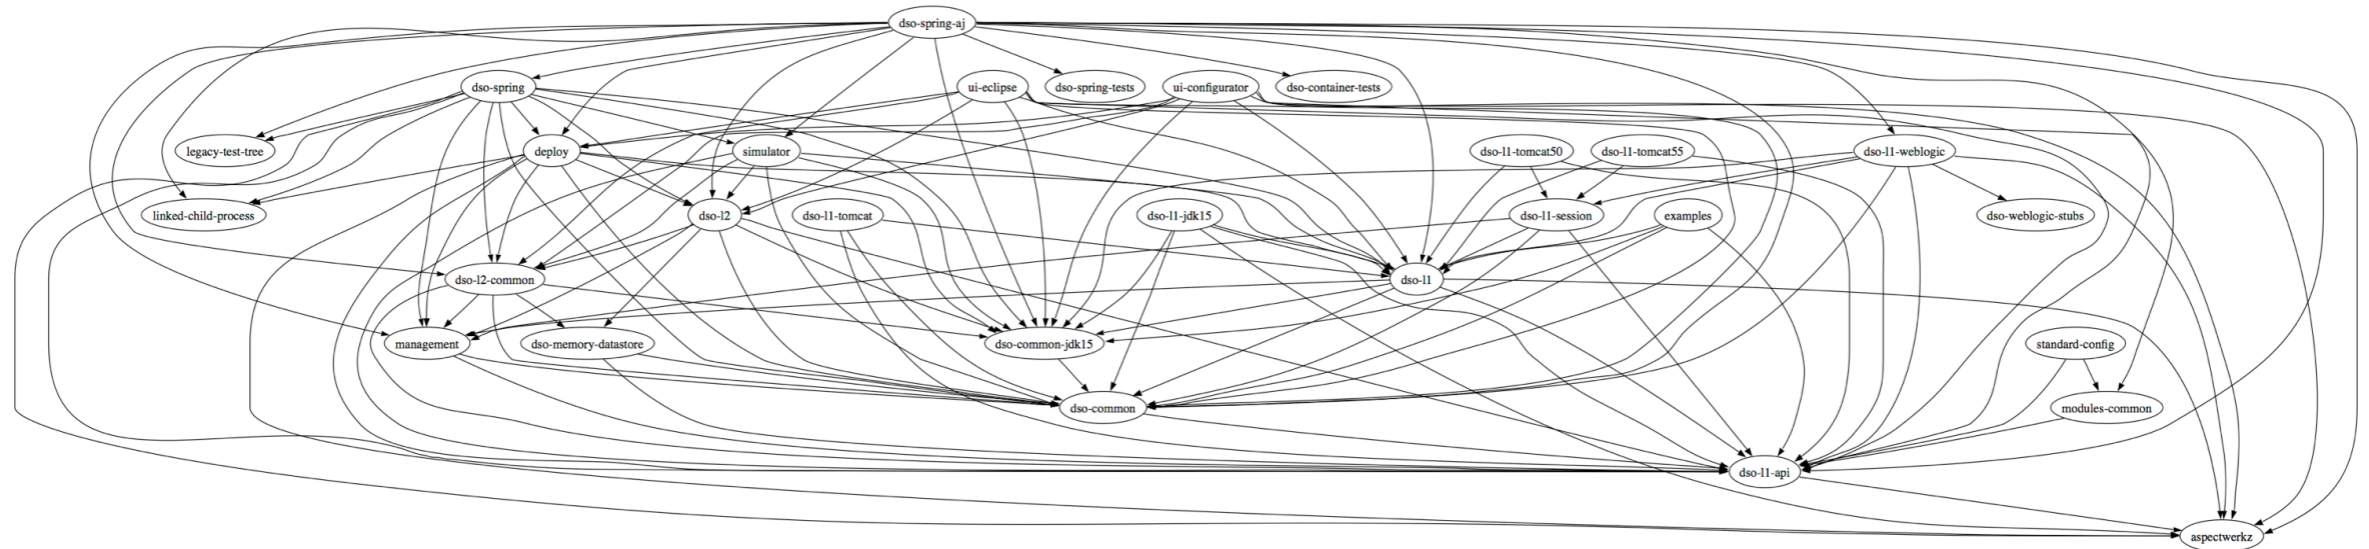 dso-spring-aj
dso-spring
ui-eclipse
dso-spring-tests
ui-configurator
dso-container-tests
legacy-test-tree
deploy
simulator
dso-l1-tomcat50
dso-l1-tomcat55
dso-l1-weblogic
linked-child-process
dso-l2
dso-l1-tomcat
dso-l1-jdk15
dso-l1-session
examples
dso-weblogic-stubs
dso-l2-common
dso-l1
management
dso-memory-datastore
dso-common-jdk15
standard-config
dso-common
modules-common
dso-l1-api
aspectwerkz